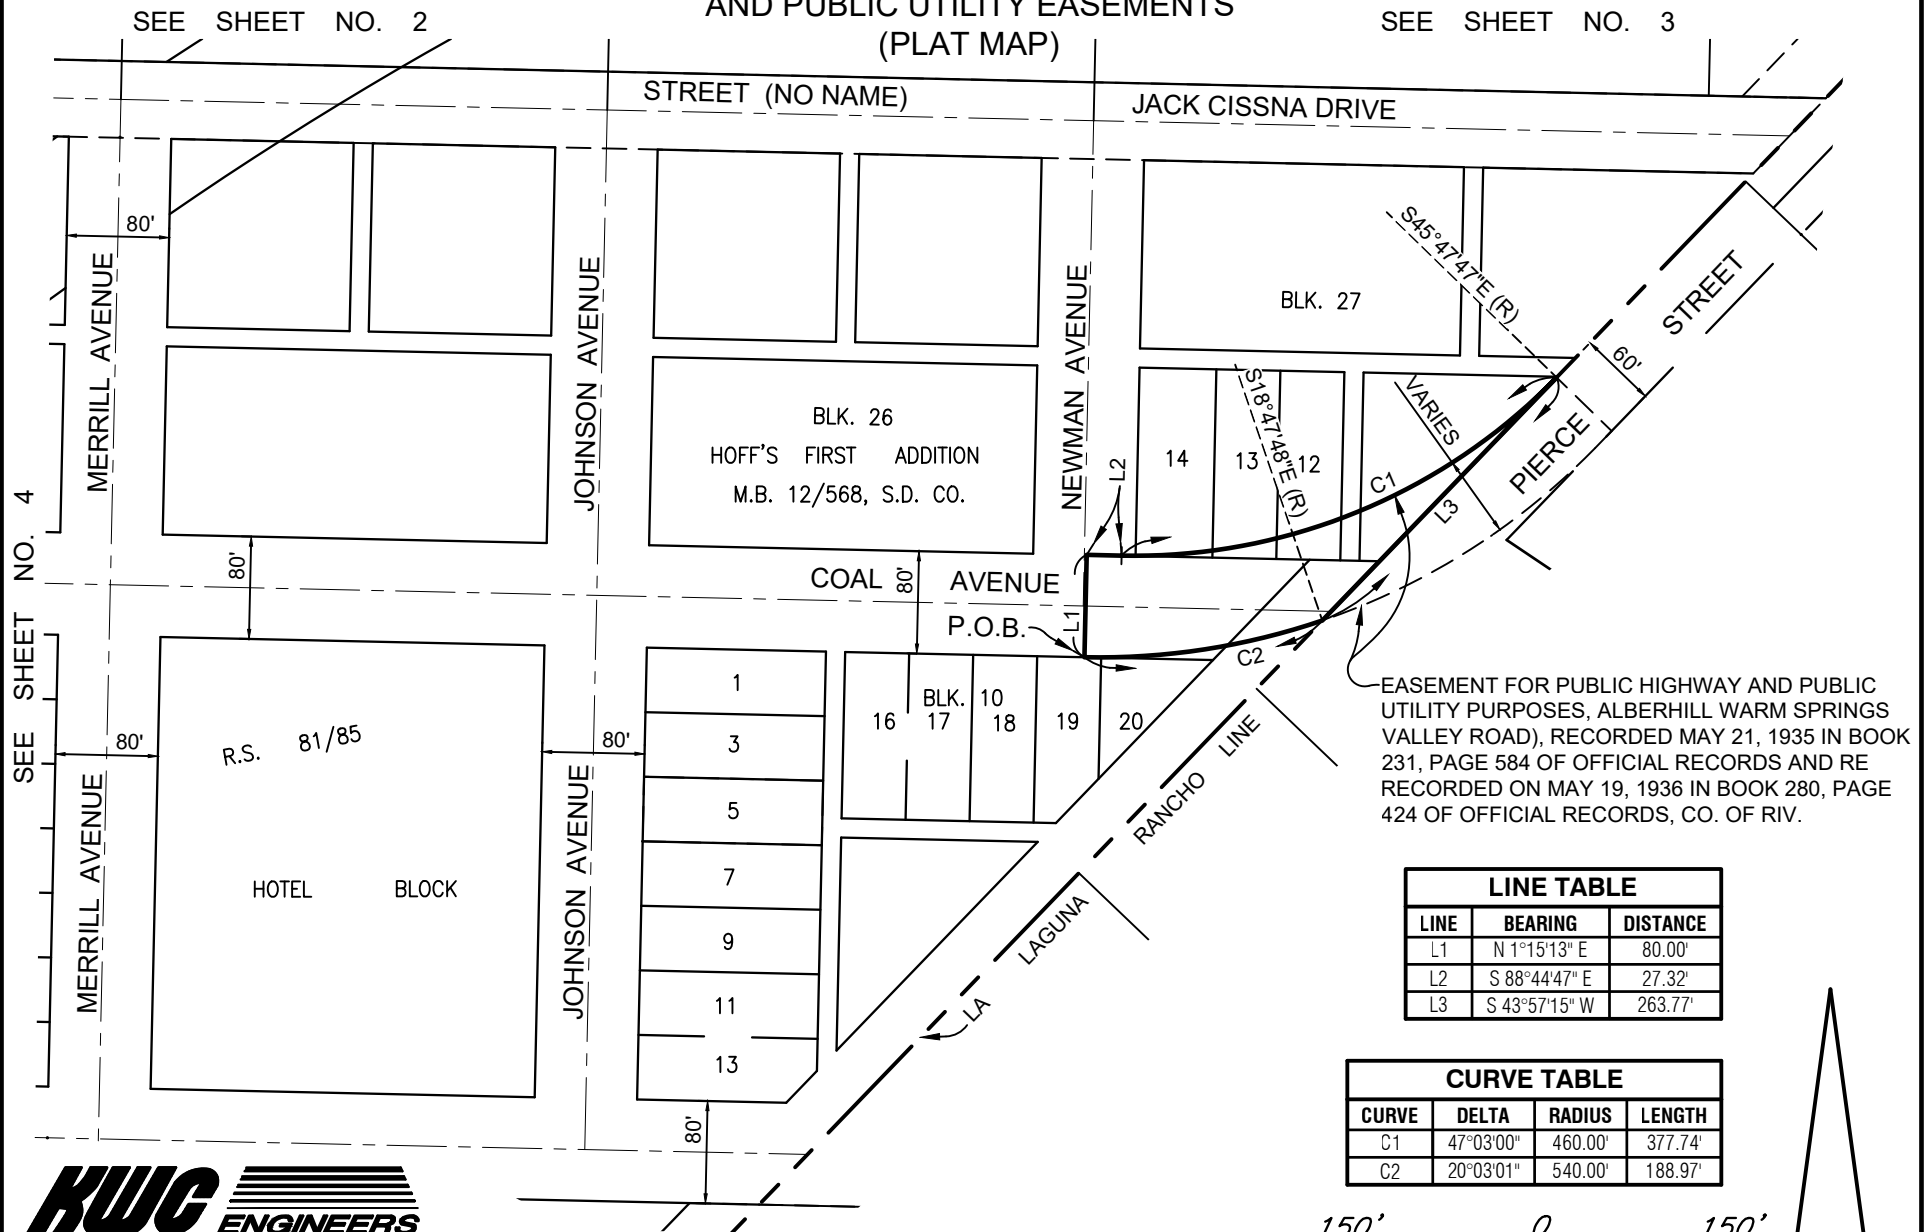 AND PUBLIC UTILITY EASEMENTS
(PLAT MAP)
SEE SHEET NO. 2
SEE SHEET NO. 3
STREET (NO NAME)
JACK CISSNA DRIVE
80'
MERRILL AVENUE
JOHNSON AVENUE
NEWMAN AVENUE
BLK. 27
S45°47'47"E (R)
STREET
60'
VARIES
PIERCE
BLK. 26
HOFF'S FIRST ADDITION
M.B. 12/568, S.D. CO.
L2
14
13
12
S18°47'48"E (R)
C1
L3
SEE SHEET NO. 4
80'
COAL
80'
AVENUE
P.O.B.
L1
C2
EASEMENT FOR PUBLIC HIGHWAY AND PUBLIC
UTILITY PURPOSES, ALBERHILL WARM SPRINGS
VALLEY ROAD), RECORDED MAY 21, 1935 IN BOOK
231, PAGE 584 OF OFFICIAL RECORDS AND RE
RECORDED ON MAY 19, 1936 IN BOOK 280, PAGE
424 OF OFFICIAL RECORDS, CO. OF RIV.
80'
R.S. 81/85
80'
HOTEL BLOCK
MERRILL AVENUE
JOHNSON AVENUE
1
3
5
7
9
11
13
BLK. 10
16
17
18
19
20
LINE
RANCHO
LAGUNA
LA
80'
LINE TABLE
LINE BEARING DISTANCE
L1 N 1°15'13" E 80.00'
L2 S 88°44'47" E 27.32'
L3 S 43°57'15" W 263.77'
CURVE TABLE
CURVE DELTA RADIUS LENGTH
C1 47°03'00" 460.00' 377.74'
C2 20°03'01" 540.00' 188.97'
KWC
ENGINEERS
150' 0 150'